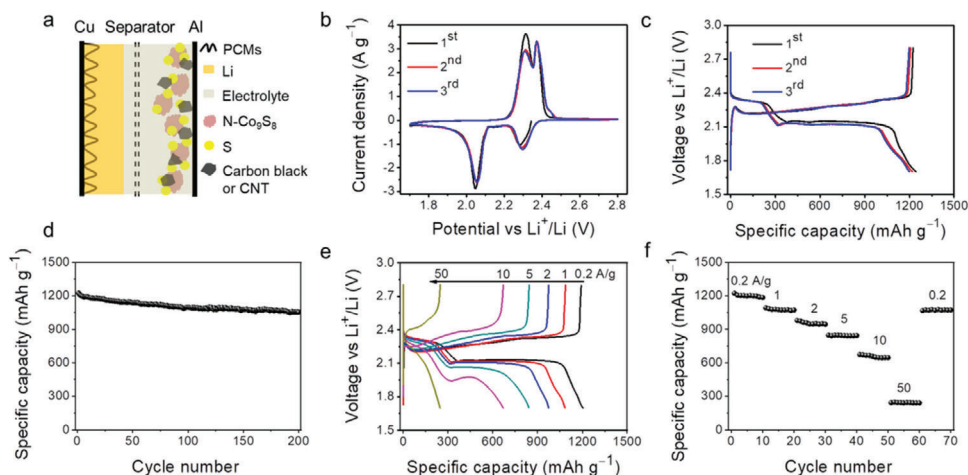 a
Cu Separator Al
PCMs
Li
Electrolyte
N-Co₉S₈
S
Carbon black
or CNT
b
Current density (A g⁻¹)
4
3
2
1
0
-1
-2
-3
1ˢᵗ
2ⁿᵈ
3ʳᵈ
1.8 2.0 2.2 2.4 2.6 2.8
Potential vs Li⁺/Li (V)
c
Voltage vs Li⁺/Li (V)
3.0
2.7
2.4
2.1
1.8
1.5
1ˢᵗ
2ⁿᵈ
3ʳᵈ
0 300 600 900 1200 1500
Specific capacity (mAh g⁻¹)
d
Specific capacity (mAh g⁻¹)
1500
1200
900
600
300
0
0 50 100 150 200
Cycle number
e
Voltage vs Li⁺/Li (V)
3.0
2.7
2.4
2.1
1.8
50 10 5 2 1 0.2 A/g
0 300 600 900 1200 1500
Specific capacity (mAh g⁻¹)
f
Specific capacity (mAh g⁻¹)
1500
1200
900
600
300
0
0.2 A/g
1
2
5
10
50
0.2
0 10 20 30 40 50 60 70
Cycle number